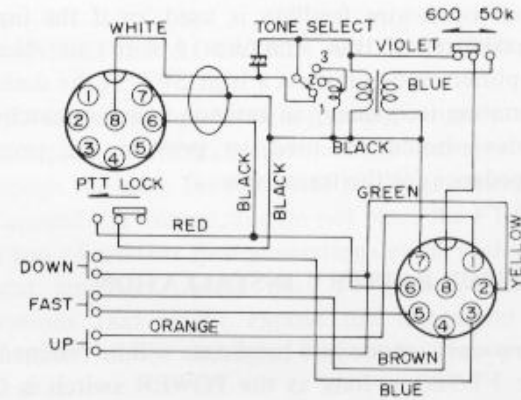 600 50k
WHITE
TONE SELECT
VIOLET
3
2
1
BLUE
1 7
2 8 6
3 4 5
BLACK
PTT LOCK
BLACK
BLACK
GREEN
RED
YELLOW
7 1
6 8 2
5 4 3
DOWN
FAST
ORANGE
UP
BROWN
BLUE